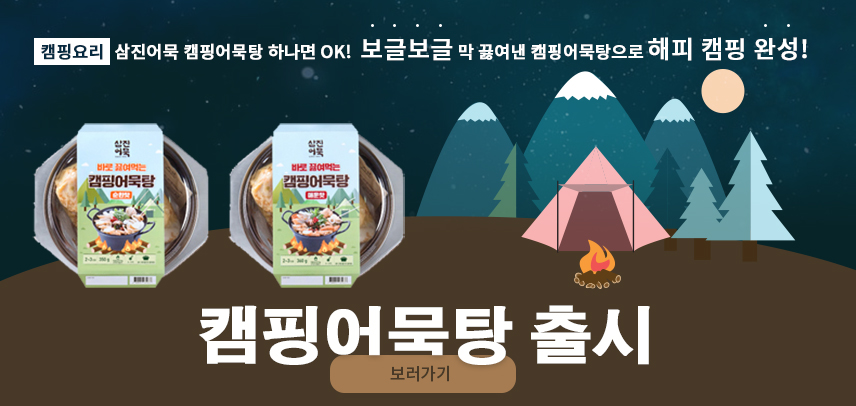 캠핑요리 삼진어묵 캠핑어묵탕 하나면 OK! 보글보글 막 끓여낸 캠핑어묵탕으로 해피 캠핑 완성!
삼진
어묵
바로 끓여먹는
캠핑어묵탕
순한맛
삼진
어묵
바로 끓여먹는
캠핑어묵탕
매운맛
캠핑어묵탕 출시
보러가기